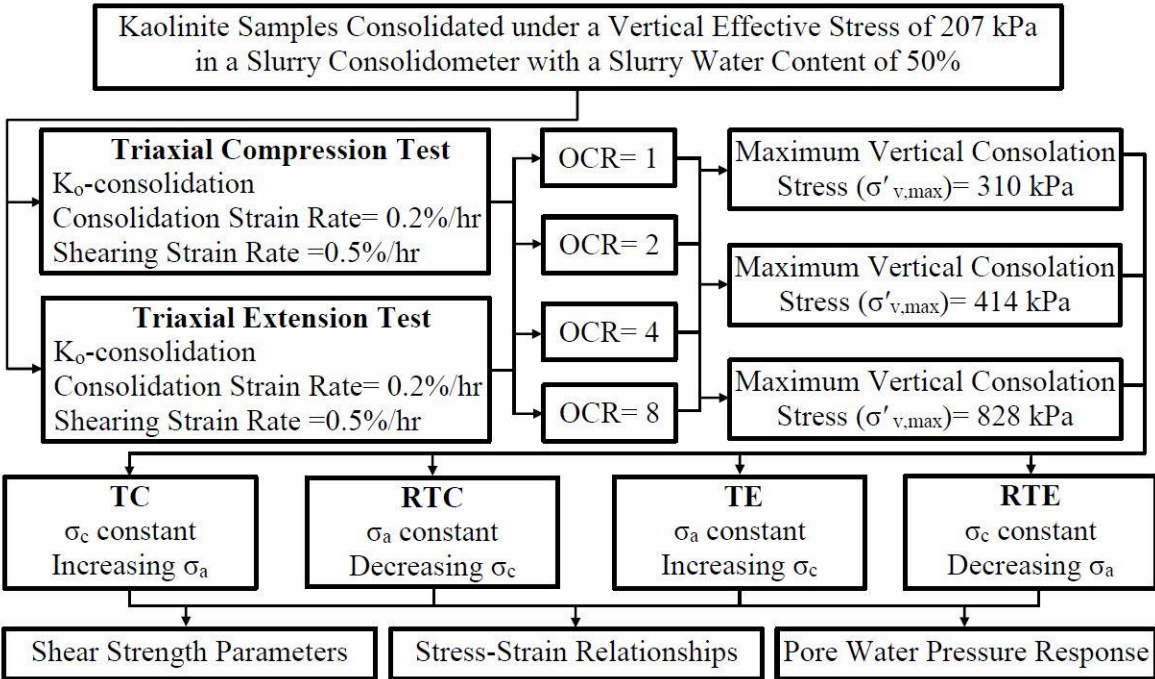 Kaolinite Samples Consolidated under a Vertical Effective Stress of 207 kPa
in a Slurry Consolidometer with a Slurry Water Content of 50%
Triaxial Compression Test
Kₒ-consolidation
Consolidation Strain Rate= 0.2%/hr
Shearing Strain Rate =0.5%/hr
Triaxial Extension Test
Kₒ-consolidation
Consolidation Strain Rate= 0.2%/hr
Shearing Strain Rate =0.5%/hr
OCR= 1
OCR= 2
OCR= 4
OCR= 8
Maximum Vertical Consolation
Stress (σ′v,max)= 310 kPa
Maximum Vertical Consolation
Stress (σ′v,max)= 414 kPa
Maximum Vertical Consolation
Stress (σ′v,max)= 828 kPa
TC
σc constant
Increasing σa
RTC
σa constant
Decreasing σc
TE
σa constant
Increasing σc
RTE
σc constant
Decreasing σa
Shear Strength Parameters
Stress-Strain Relationships
Pore Water Pressure Response